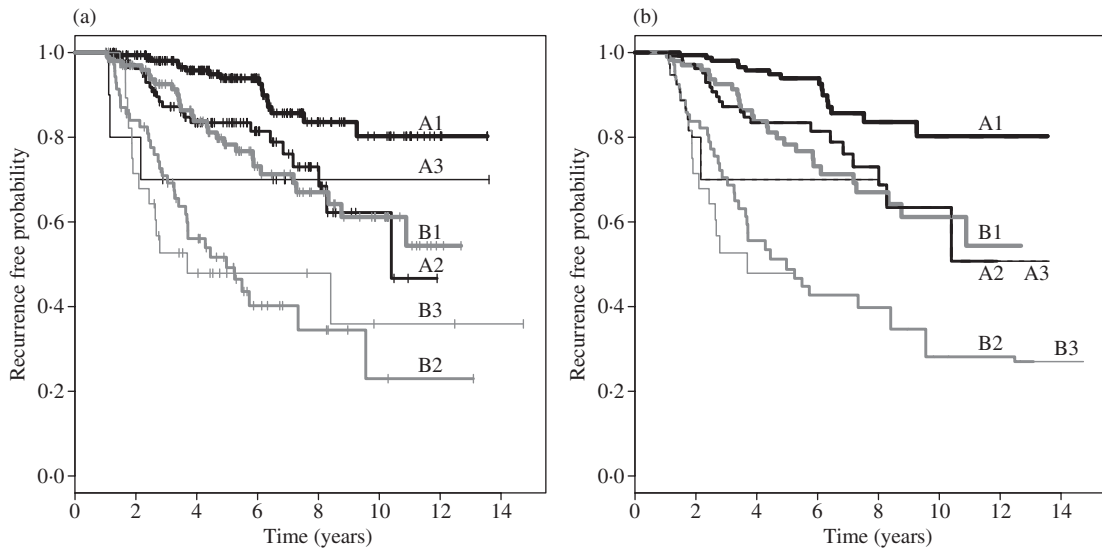 (a)
1·0
0·8
0·6
0·4
0·2
0·0
Recurrence free probability
A1
A3
B1
A2
B3
B2
0 2 4 6 8 10 12 14
Time (years)
(b)
1·0
0·8
0·6
0·4
0·2
0·0
Recurrence free probability
A1
B1
A2 A3
B2 B3
0 2 4 6 8 10 12 14
Time (years)